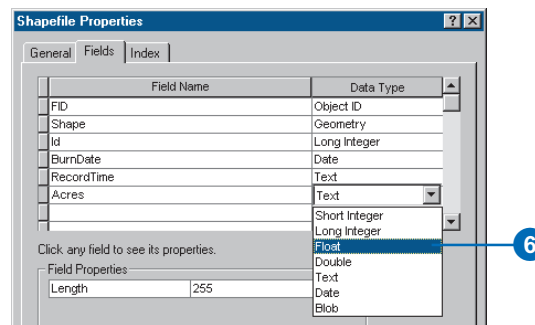 Shapefile Properties ? X
General Fields Index
Field Name Data Type
FID Object ID
Shape Geometry
Id Long Integer
BurnDate Date
RecordTime Text
Acres Text
Short Integer
Long Integer
Float 6
Double
Text
Date
Blob
Click any field to see its properties.
Field Properties
Length 255